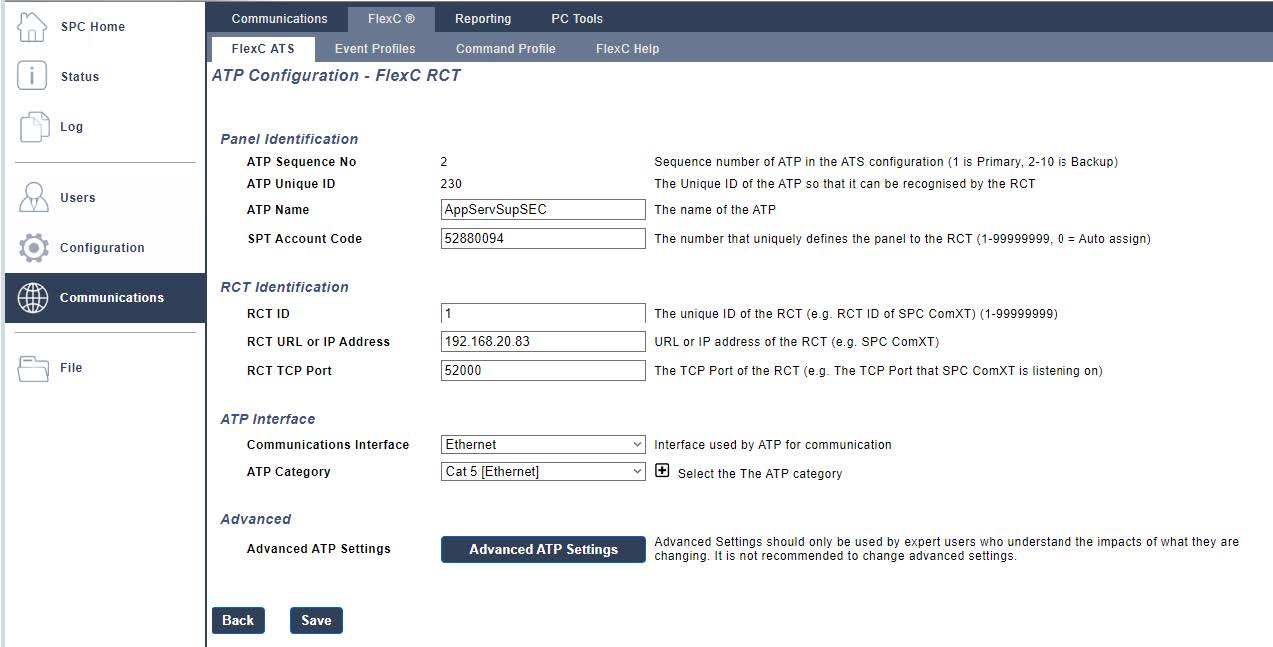 SPC Home
Status
Log
Users
Configuration
Communications
File
Communications FlexC ® Reporting PC Tools
FlexC ATS Event Profiles Command Profile FlexC Help
ATP Configuration - FlexC RCT
Panel Identification
ATP Sequence No 2 Sequence number of ATP in the ATS configuration (1 is Primary, 2-10 is Backup)
ATP Unique ID 230 The Unique ID of the ATP so that it can be recognised by the RCT
ATP Name AppServSupSEC The name of the ATP
SPT Account Code 52880094 The number that uniquely defines the panel to the RCT (1-99999999, 0 = Auto assign)
RCT Identification
RCT ID 1 The unique ID of the RCT (e.g. RCT ID of SPC ComXT) (1-99999999)
RCT URL or IP Address 192.168.20.83 URL or IP address of the RCT (e.g. SPC ComXT)
RCT TCP Port 52000 The TCP Port of the RCT (e.g. The TCP Port that SPC ComXT is listening on)
ATP Interface
Communications Interface Ethernet Interface used by ATP for communication
ATP Category Cat 5 [Ethernet] Select the The ATP category
Advanced
Advanced ATP Settings Advanced ATP Settings Advanced Settings should only be used by expert users who understand the impacts of what they are
changing. It is not recommended to change advanced settings.
Back Save